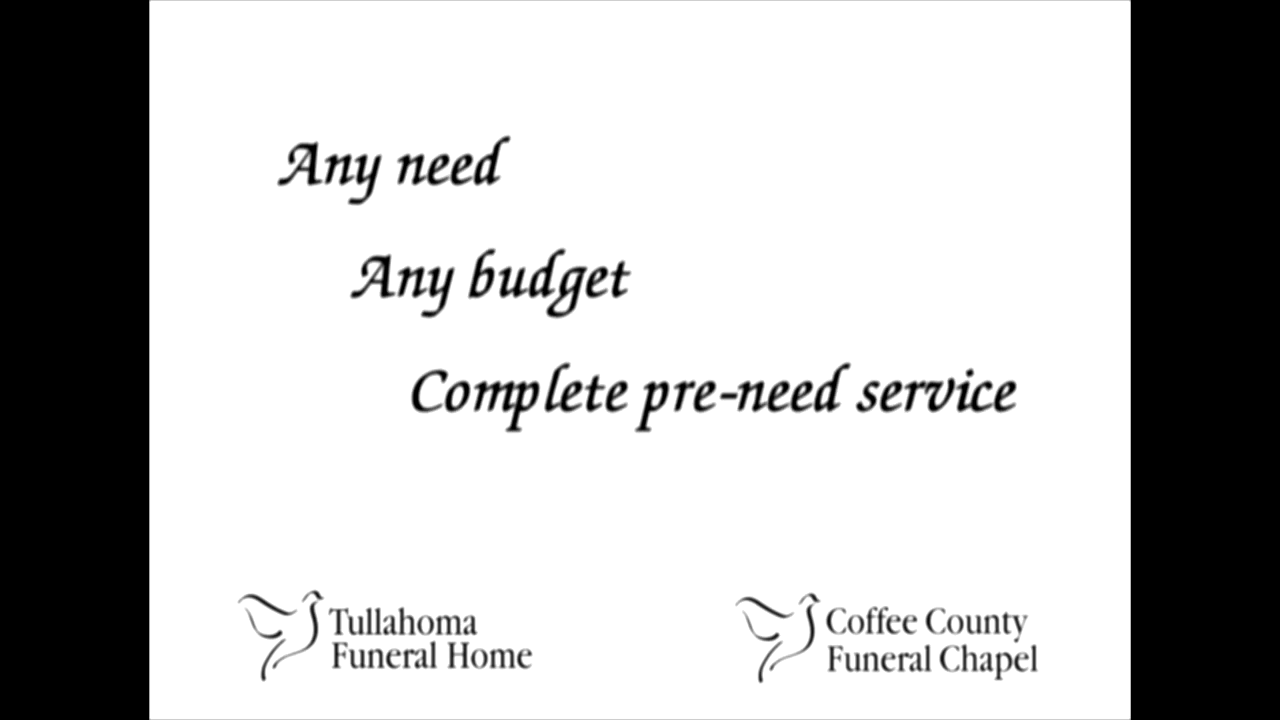 Any need
Any budget
Complete pre-need service
Tullahoma
Funeral Home
Coffee County
Funeral Chapel